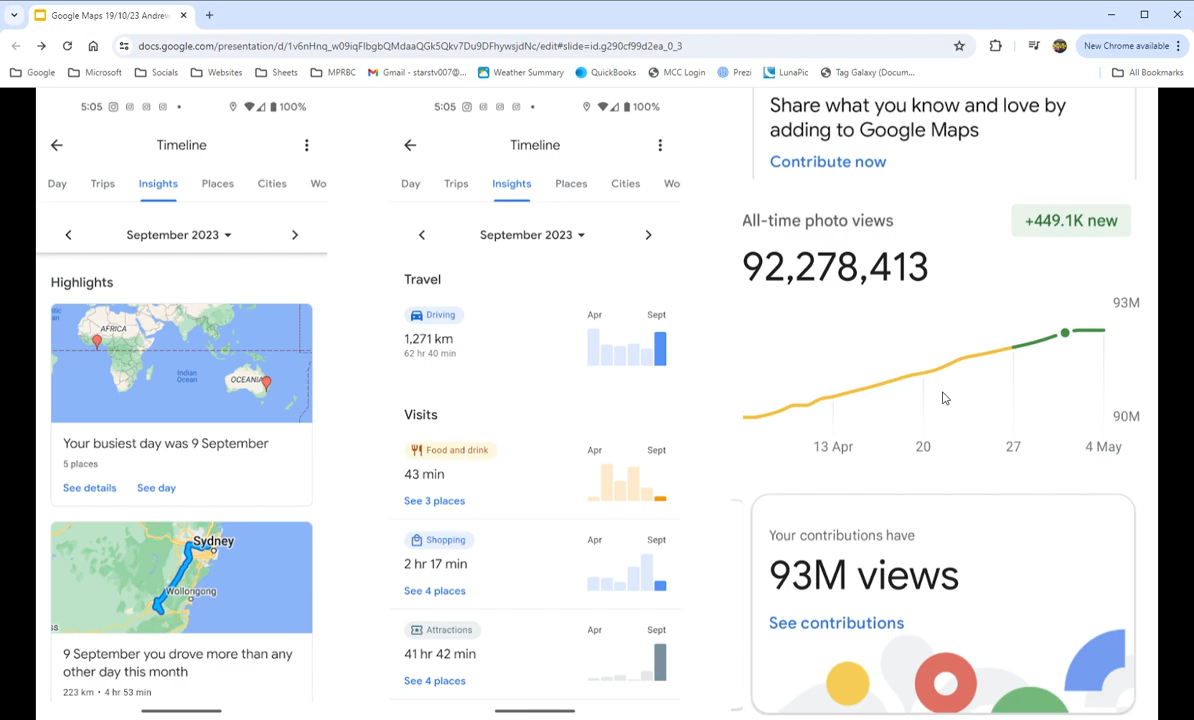 Google Maps 19/10/23 Andrew
docs.google.com/presentation/d/1v6nHnq_w09iqFlbgbQMdaaQGk5Qkv7Du9DFhywsjdNc/edit#slide=id.g290cf99d2ea_0_3
New Chrome available
Google
Microsoft
Socials
Websites
Sheets
MPRBC
Gmail - starstv007@...
Weather Summary
QuickBooks
MCC Login
Prezi
LunaPic
Tag Galaxy (Docum...
All Bookmarks
5:05
100%
Timeline
Day Trips Insights Places Cities Wo
September 2023
Highlights
AFRICA
Indian
Ocean
OCEANIA
Your busiest day was 9 September
5 places
See details See day
Sydney
Wollongong
9 September you drove more than any
other day this month
223 km • 4 hr 53 min
5:05
100%
Timeline
Day Trips Insights Places Cities Wo
September 2023
Travel
Driving
Apr Sept
1,271 km
62 hr 40 min
Visits
Food and drink
Apr Sept
43 min
See 3 places
Shopping
Apr Sept
2 hr 17 min
See 4 places
Attractions
Apr Sept
41 hr 42 min
See 4 places
Share what you know and love by
adding to Google Maps
Contribute now
All-time photo views
+449.1K new
92,278,413
93M
90M
13 Apr 20 27 4 May
Your contributions have
93M views
See contributions